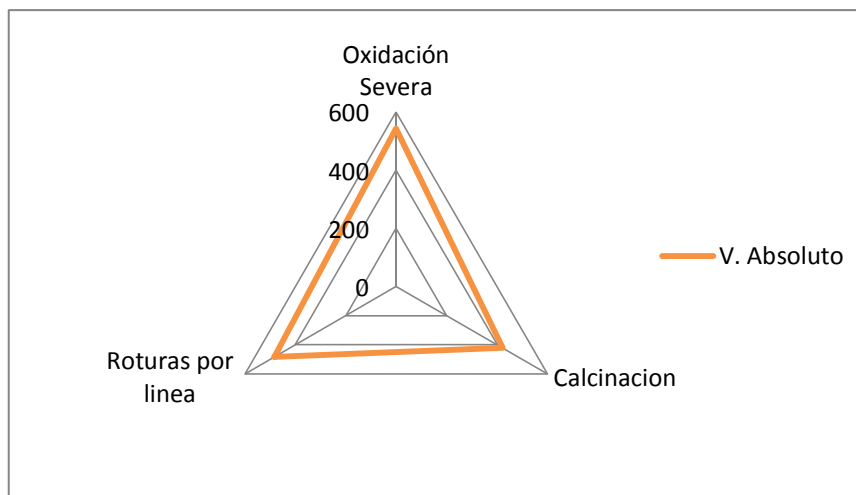 Oxidación
Severa
600
400
200
0
V. Absoluto
Roturas por
linea
Calcinacion